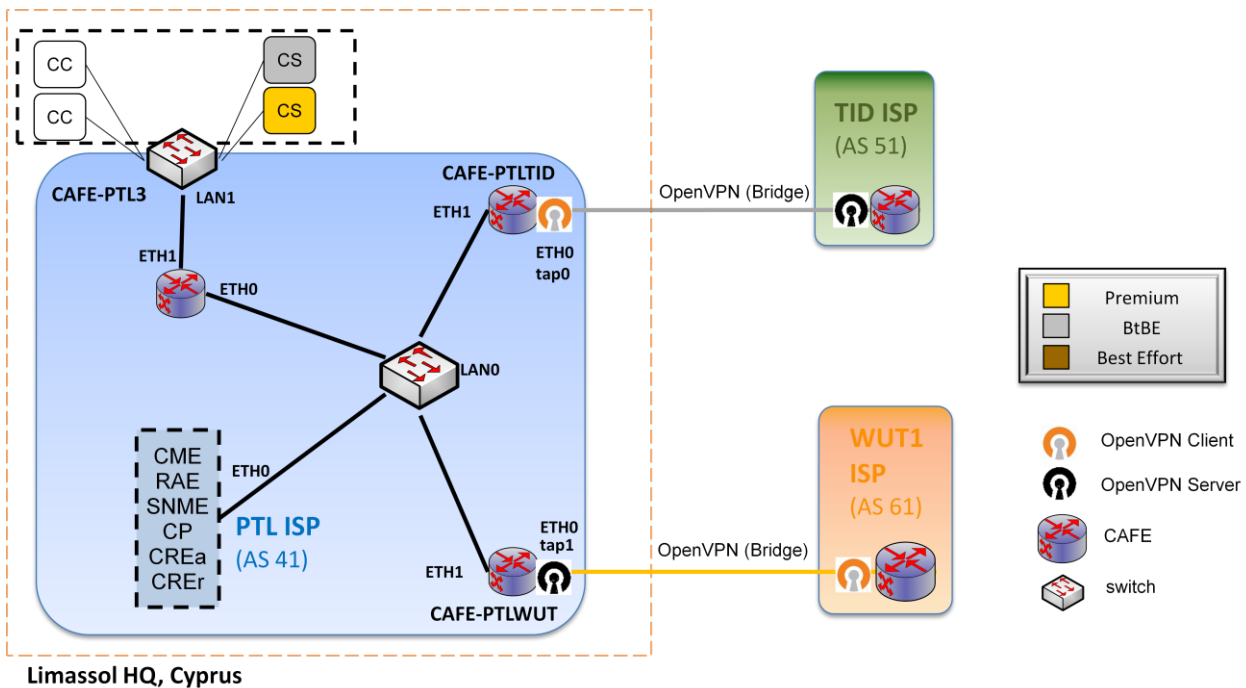 CC
CS
CC
CS
CAFE-PTL3
LAN1
CAFE-PTLTID
ETH1
ETH0
tap0
OpenVPN (Bridge)
TID ISP
(AS 51)
ETH1
ETH0
LAN0
Premium
BtBE
Best Effort
CME
RAE
SNME
CP
CREa
CREr
ETH0
PTL ISP
(AS 41)
ETH0
tap1
ETH1
CAFE-PTLWUT
OpenVPN (Bridge)
WUT1
ISP
(AS 61)
OpenVPN Client
OpenVPN Server
CAFE
switch
Limassol HQ, Cyprus